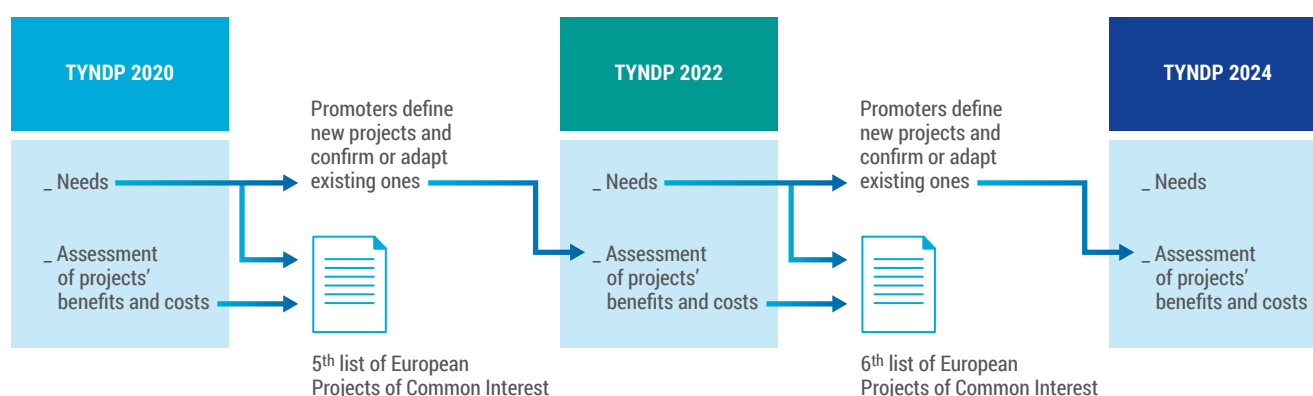 TYNDP 2020
_ Needs
_ Assessment
of projects’
benefits and costs
Promoters define
new projects and
confirm or adapt
existing ones
5th list of European
Projects of Common Interest
TYNDP 2022
_ Needs
_ Assessment
of projects’
benefits and costs
Promoters define
new projects and
confirm or adapt
existing ones
6th list of European
Projects of Common Interest
TYNDP 2024
_ Needs
_ Assessment
of projects’
benefits and costs